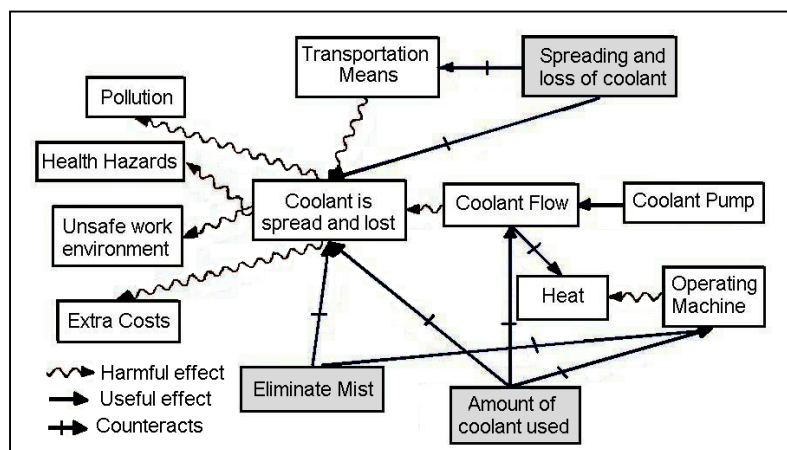 Transportation
Means
Spreading and
loss of coolant
Pollution
Health Hazards
Coolant is
spread and lost
Coolant Flow
Coolant Pump
Unsafe work
environment
Heat
Operating
Machine
Extra Costs
Harmful effect
Useful effect
Counteracts
Eliminate Mist
Amount of
coolant used